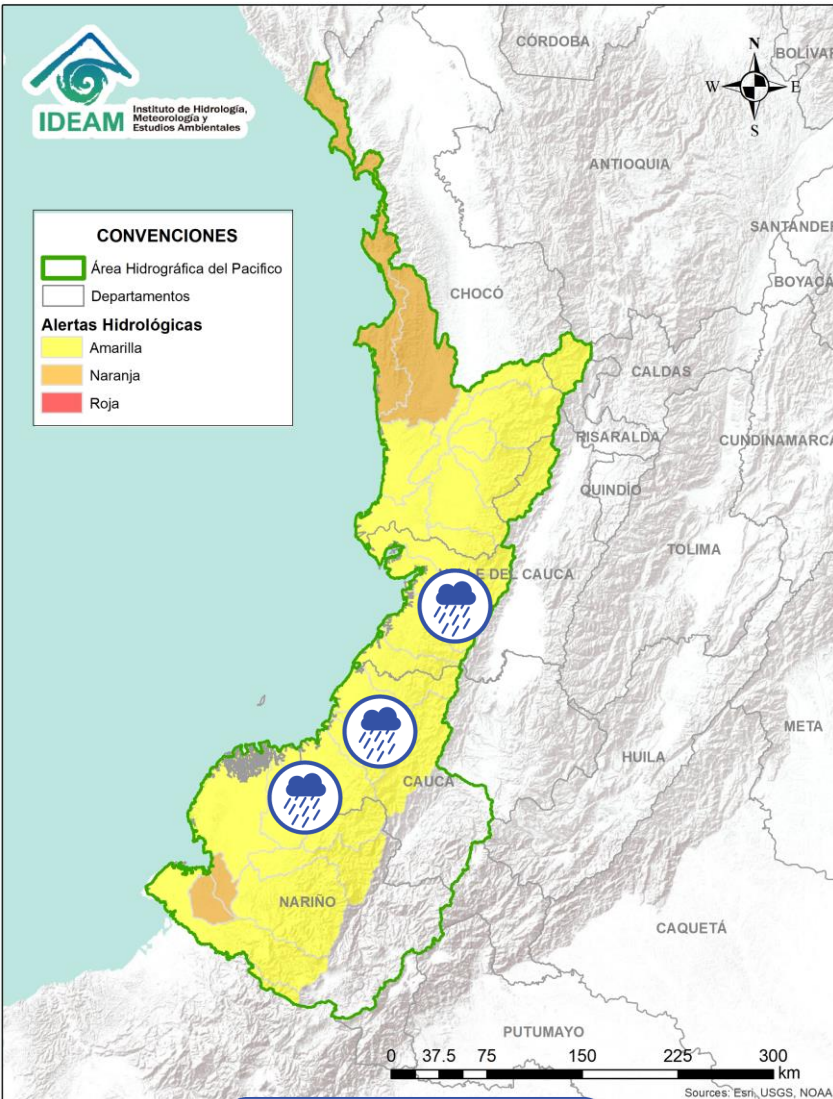 IDEAM
Instituto de Hidrología,
Meteorología y
Estudios Ambientales
N
W
E
S
CONVENCIONES
Área Hidrográfica del Pacifico
Departamentos
Alertas Hidrológicas
Amarilla
Naranja
Roja
CÓRDOBA
BOLÍVAR
ANTIOQUIA
SANTANDER
BOYACÁ
CHOCÓ
CALDAS
RISARALDA
CUNDINAMARCA
QUINDÍO
TOLIMA
DEL CAUCA
META
HUILA
CAUCA
NARIÑO
CAQUETÁ
PUTUMAYO
0 37.5 75 150 225 300
km
Sources: Esri, USGS, NOAA